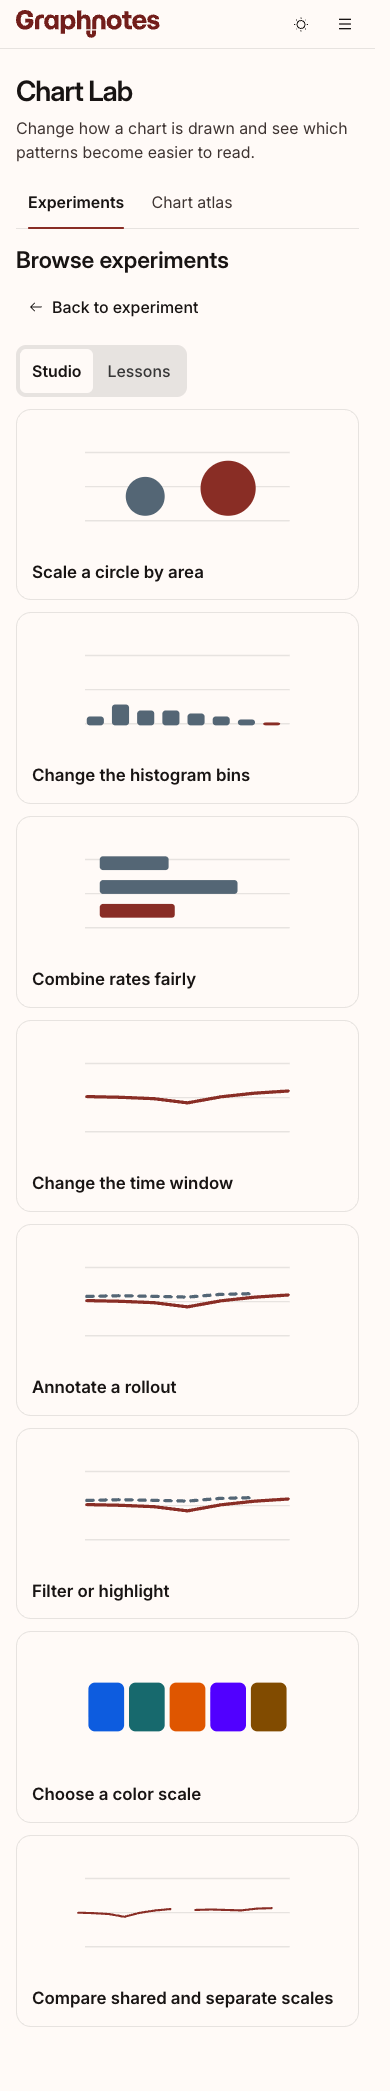 Graphnotes
Chart Lab
Change how a chart is drawn and see which
patterns become easier to read.
Experiments
Chart atlas
Browse experiments
Back to experiment
Studio
Lessons
Scale a circle by area
Change the histogram bins
Combine rates fairly
Change the time window
Annotate a rollout
Filter or highlight
Choose a color scale
Compare shared and separate scales